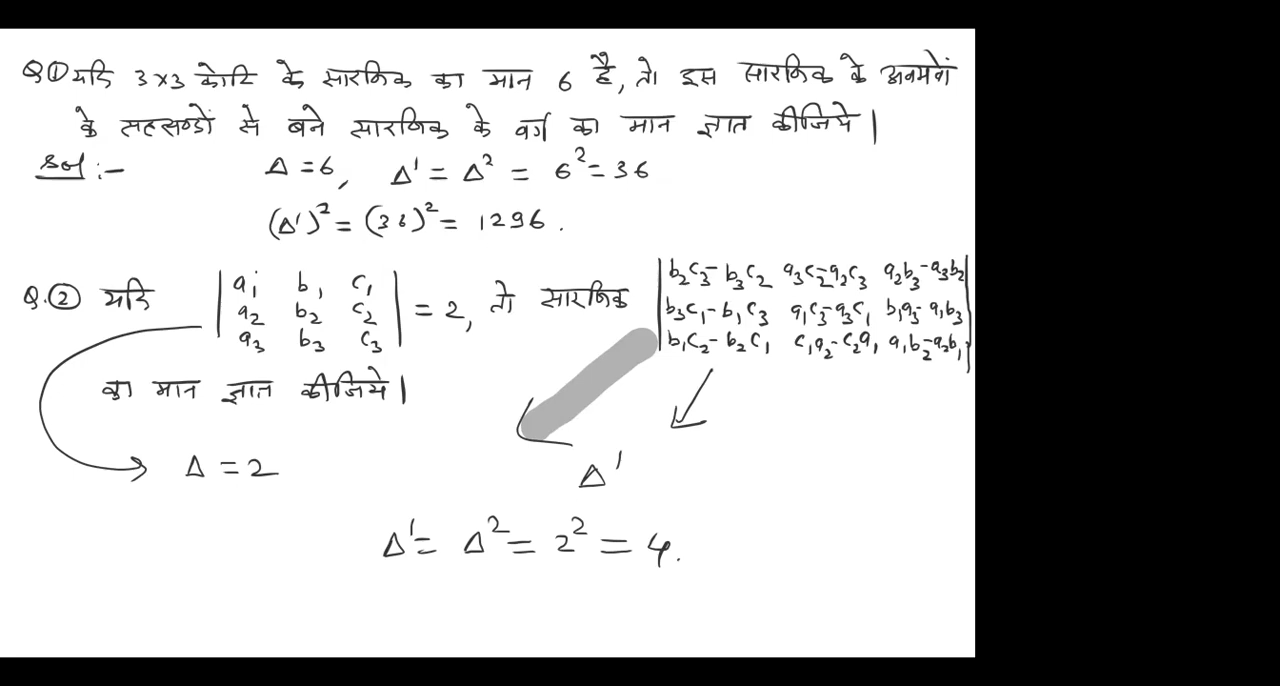 Q① यदि 3×3 कोटि के सारणिक का मान 6 है, तो इस सारणिक के अवयवों
के सहखण्डों से बने सारणिक के वर्ग का मान ज्ञात कीजिये।
Sol :- Δ = 6, Δ' = Δ² = 6² = 36
(Δ')² = (36)² = 1296.
Q.② यदि | a₁ b₁ c₁ | = 2, तो सारणिक | b₂c₃-b₃c₂ a₃c₂-a₂c₃ a₂b₃-a₃b₂ |
| a₂ b₂ c₂ | | b₃c₁-b₁c₃ a₁c₃-a₃c₁ b₁a₃-a₁b₃ |
| a₃ b₃ c₃ | | b₁c₂-b₂c₁ c₁a₂-c₂a₁ a₁b₂-a₂b₁ |
का मान ज्ञात कीजिये।
Δ = 2 Δ'
Δ' = Δ² = 2² = 4.